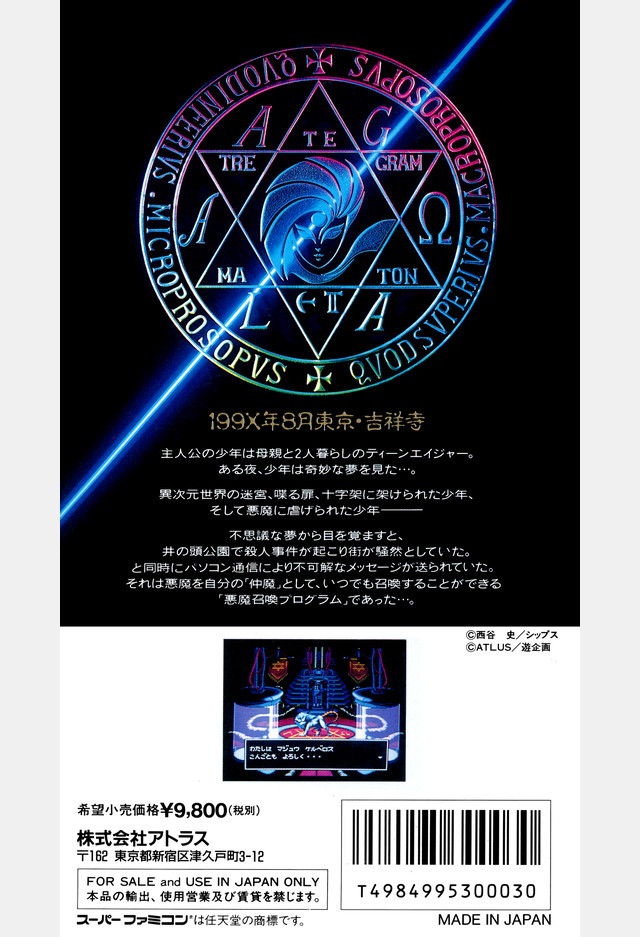 QVODINFERIVS . MICROPROSOPVS
QVODSVPERIVS . MACROPROSOPVS
A TE G
TRE GRAM
A Ω
MA TON
L A
199X年8月東京・吉祥寺
主人公の少年は母親と2人暮らしのティーンエイジャー。
ある夜、少年は奇妙な夢を見た…。
異次元世界の迷宮、喋る扉、十字架に架けられた少年、
そして悪魔に虐げられた少年―――
不思議な夢から目を覚ますと、
井の頭公園で殺人事件が起こり街が騒然としていた。
と同時にパソコン通信により不可解なメッセージが送られていた。
それは悪魔を自分の「仲魔」として、いつでも召喚することができる
「悪魔召喚プログラム」であった…。
©西谷 史/シップス
©ATLUS/遊企画
わたしは マジュウ ケルベロス
こんごとも よろしく・・・
希望小売価格¥9,800(税別)
株式会社アトラス
〒162 東京都新宿区津久戸町3-12
FOR SALE and USE IN JAPAN ONLY
本品の輸出、使用営業及び賃貸を禁じます。
スーパーファミコン®は任天堂の商標です。
T4984995300030
MADE IN JAPAN